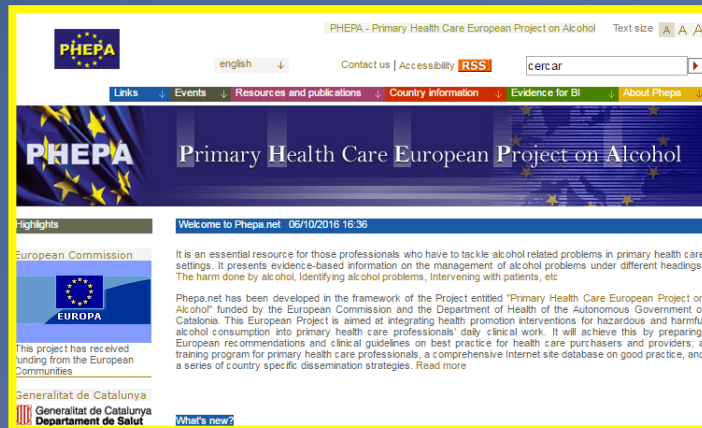 PHEPA - Primary Health Care European Project on Alcohol Text size A A A
PHEPA
english Contact us | Accessibility RSS cercar
Links Events Resources and publications Country information Evidence for BI About Phepa
PHEPA Primary Health Care European Project on Alcohol
Highlights
Welcome to Phepa.net 06/10/2016 16:36
European Commission
EUROPA
This project has received
funding from the European
Communities
Generalitat de Catalunya
Generalitat de Catalunya
Departament de Salut
It is an essential resource for those professionals who have to tackle alcohol related problems in primary health care
settings. It presents evidence-based information on the management of alcohol problems under different headings
The harm done by alcohol, Identifying alcohol problems, Intervening with patients, etc
Phepa.net has been developed in the framework of the Project entitled "Primary Health Care European Project on
Alcohol" funded by the European Commission and the Department of Health of the Autonomous Government of
Catalonia. This European Project is aimed at integrating health promotion interventions for hazardous and harmful
alcohol consumption into primary health care professionals' daily clinical work. It will achieve this by preparing
European recommendations and clinical guidelines on best practice for health care purchasers and providers; a
training program for primary health care professionals, a comprehensive Internet site database on good practice, and
a series of country specific dissemination strategies. Read more
What's new?